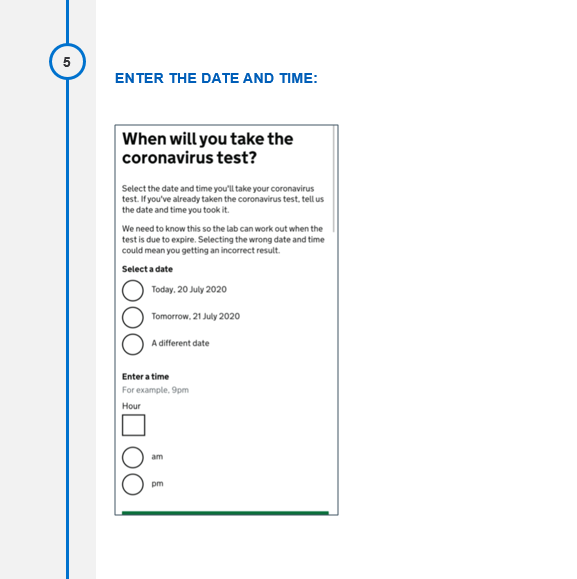 5
ENTER THE DATE AND TIME:
When will you take the
coronavirus test?
Select the date and time you'll take your coronavirus
test. If you've already taken the coronavirus test, tell us
the date and time you took it.
We need to know this so the lab can work out when the
test is due to expire. Selecting the wrong date and time
could mean you getting an incorrect result.
Select a date
Today, 20 July 2020
Tomorrow, 21 July 2020
A different date
Enter a time
For example, 9pm
Hour
am
pm